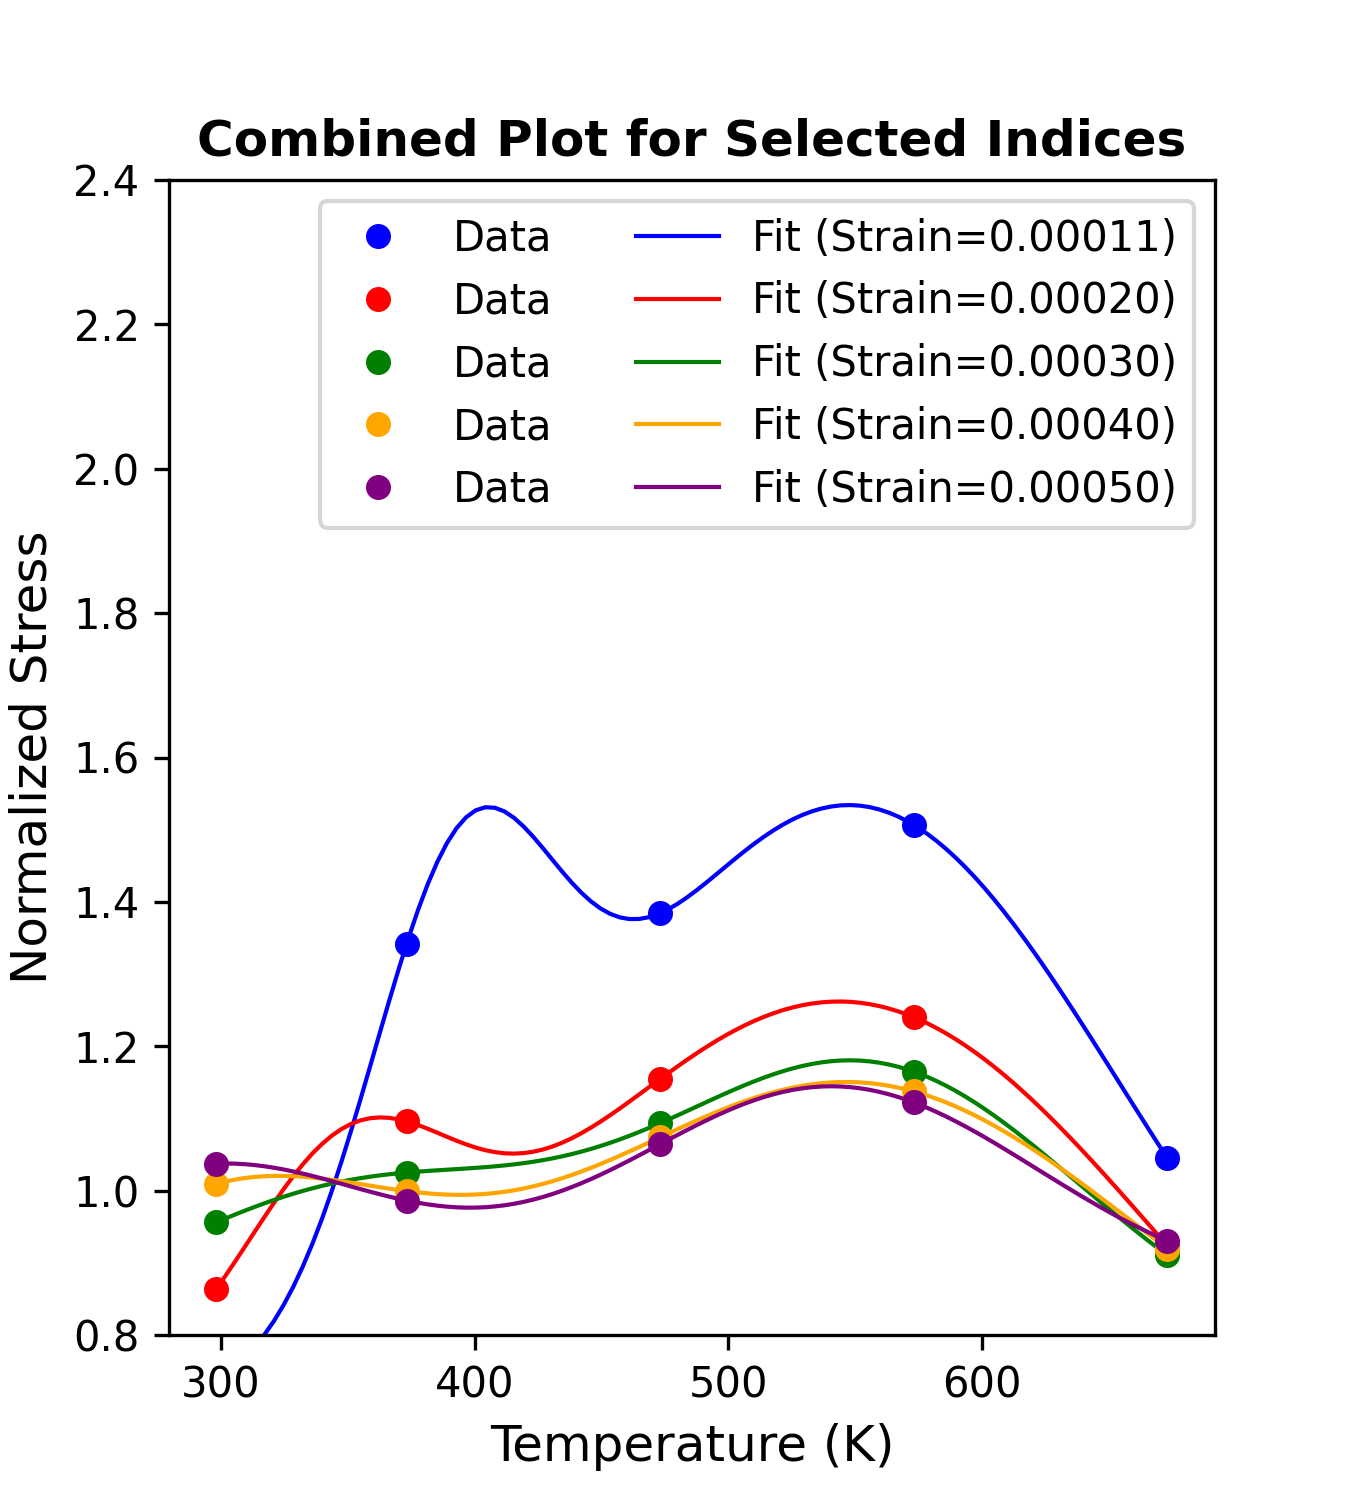 Combined Plot for Selected Indices
2.4
2.2
2.0
1.8
1.6
1.4
1.2
1.0
0.8
Normalized Stress
Data Fit (Strain=0.00011)
Data Fit (Strain=0.00020)
Data Fit (Strain=0.00030)
Data Fit (Strain=0.00040)
Data Fit (Strain=0.00050)
300 400 500 600
Temperature (K)